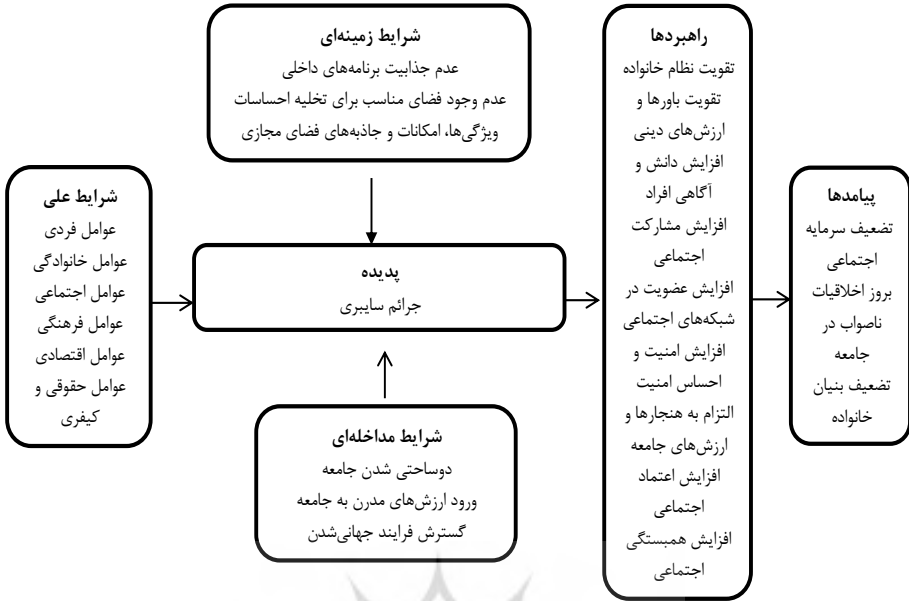 شرایط زمینه‌ای
عدم جذابیت برنامه‌های داخلی
عدم وجود فضای مناسب برای تخلیه احساسات
ویژگی‌ها، امکانات و جاذبه‌های فضای مجازی
شرایط علی
عوامل فردی
عوامل خانوادگی
عوامل اجتماعی
عوامل فرهنگی
عوامل اقتصادی
عوامل حقوقی و
کیفری
پدیده
جرائم سایبری
شرایط مداخله‌ای
دوساحتی شدن جامعه
ورود ارزش‌های مدرن به جامعه
گسترش فرایند جهانی‌شدن
راهبردها
تقویت نظام خانواده
تقویت باورها و
ارزش‌های دینی
افزایش دانش و
آگاهی افراد
افزایش مشارکت
اجتماعی
افزایش عضویت در
شبکه‌های اجتماعی
افزایش امنیت و
احساس امنیت
التزام به هنجارها و
ارزش‌های جامعه
افزایش اعتماد
اجتماعی
افزایش همبستگی
اجتماعی
پیامدها
تضعیف سرمایه
اجتماعی
بروز اخلاقیات
ناصواب در
جامعه
تضعیف بنیان
خانواده